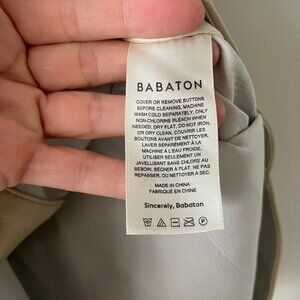 BABATON
COVER OR REMOVE BUTTONS
BEFORE CLEANING. MACHINE
WASH COLD SEPARATELY, ONLY
NON-CHLORINE BLEACH WHEN
NEEDED, DRY FLAT, DO NOT IRON,
OR DRY CLEAN. COUVRIR LES
BOUTONS AVANT UTILISATION.
LAVER SÉPARÉMENT À LA
MACHINE À L'EAU FROIDE.
UTILISER UN
JAVELLISANT SANS CHLORE AU
BESOIN; SÉCHER À PLAT. NE PAS
REPASSER. OU NETTOYER À SEC.
MADE IN CHINA
FABRIQUÉ EN CHINE
Sincerely, Babaton